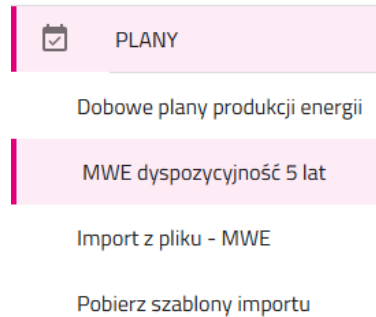 PLANY
Dobowe plany produkcji energii
MWE dyspozycyjność 5 lat
Import z pliku - MWE
Pobierz szablony importu